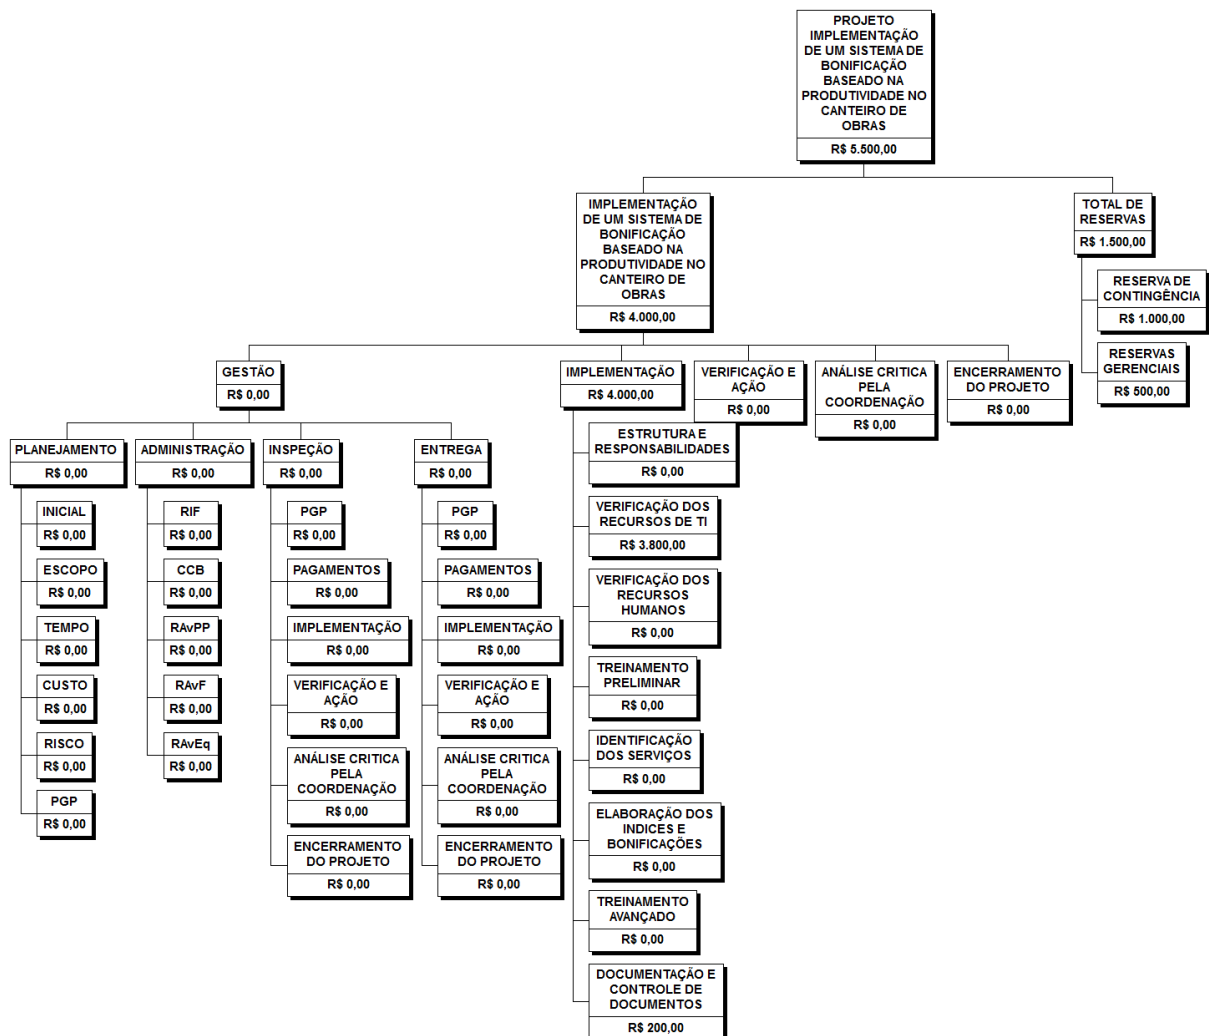 PROJETO
IMPLEMENTAÇÃO
DE UM SISTEMA DE
BONIFICAÇÃO
BASEADO NA
PRODUTIVIDADE NO
CANTEIRO DE
OBRAS
R$ 5.500,00
IMPLEMENTAÇÃO
DE UM SISTEMA DE
BONIFICAÇÃO
BASEADO NA
PRODUTIVIDADE NO
CANTEIRO DE
OBRAS
R$ 4.000,00
TOTAL DE
RESERVAS
R$ 1.500,00
RESERVA DE
CONTINGÊNCIA
R$ 1.000,00
RESERVAS
GERENCIAIS
R$ 500,00
GESTÃO
R$ 0,00
IMPLEMENTAÇÃO
R$ 4.000,00
VERIFICAÇÃO E
AÇÃO
R$ 0,00
ANÁLISE CRITICA
PELA
COORDENAÇÃO
R$ 0,00
ENCERRAMENTO
DO PROJETO
R$ 0,00
PLANEJAMENTO
R$ 0,00
INICIAL
R$ 0,00
ESCOPO
R$ 0,00
TEMPO
R$ 0,00
CUSTO
R$ 0,00
RISCO
R$ 0,00
PGP
R$ 0,00
ADMINISTRAÇÃO
R$ 0,00
RIF
R$ 0,00
CCB
R$ 0,00
RAvPP
R$ 0,00
RAvF
R$ 0,00
RAvEq
R$ 0,00
INSPEÇÃO
R$ 0,00
PGP
R$ 0,00
PAGAMENTOS
R$ 0,00
IMPLEMENTAÇÃO
R$ 0,00
VERIFICAÇÃO E
AÇÃO
R$ 0,00
ANÁLISE CRITICA
PELA
COORDENAÇÃO
R$ 0,00
ENCERRAMENTO
DO PROJETO
R$ 0,00
ENTREGA
R$ 0,00
PGP
R$ 0,00
PAGAMENTOS
R$ 0,00
IMPLEMENTAÇÃO
R$ 0,00
VERIFICAÇÃO E
AÇÃO
R$ 0,00
ANÁLISE CRITICA
PELA
COORDENAÇÃO
R$ 0,00
ENCERRAMENTO
DO PROJETO
R$ 0,00
ESTRUTURA E
RESPONSABILIDADES
R$ 0,00
VERIFICAÇÃO DOS
RECURSOS DE TI
R$ 3.800,00
VERIFICAÇÃO DOS
RECURSOS
HUMANOS
R$ 0,00
TREINAMENTO
PRELIMINAR
R$ 0,00
IDENTIFICAÇÃO
DOS SERVIÇOS
R$ 0,00
ELABORAÇÃO DOS
INDICES E
BONIFICAÇÕES
R$ 0,00
TREINAMENTO
AVANÇADO
R$ 0,00
DOCUMENTAÇÃO E
CONTROLE DE
DOCUMENTOS
R$ 200,00